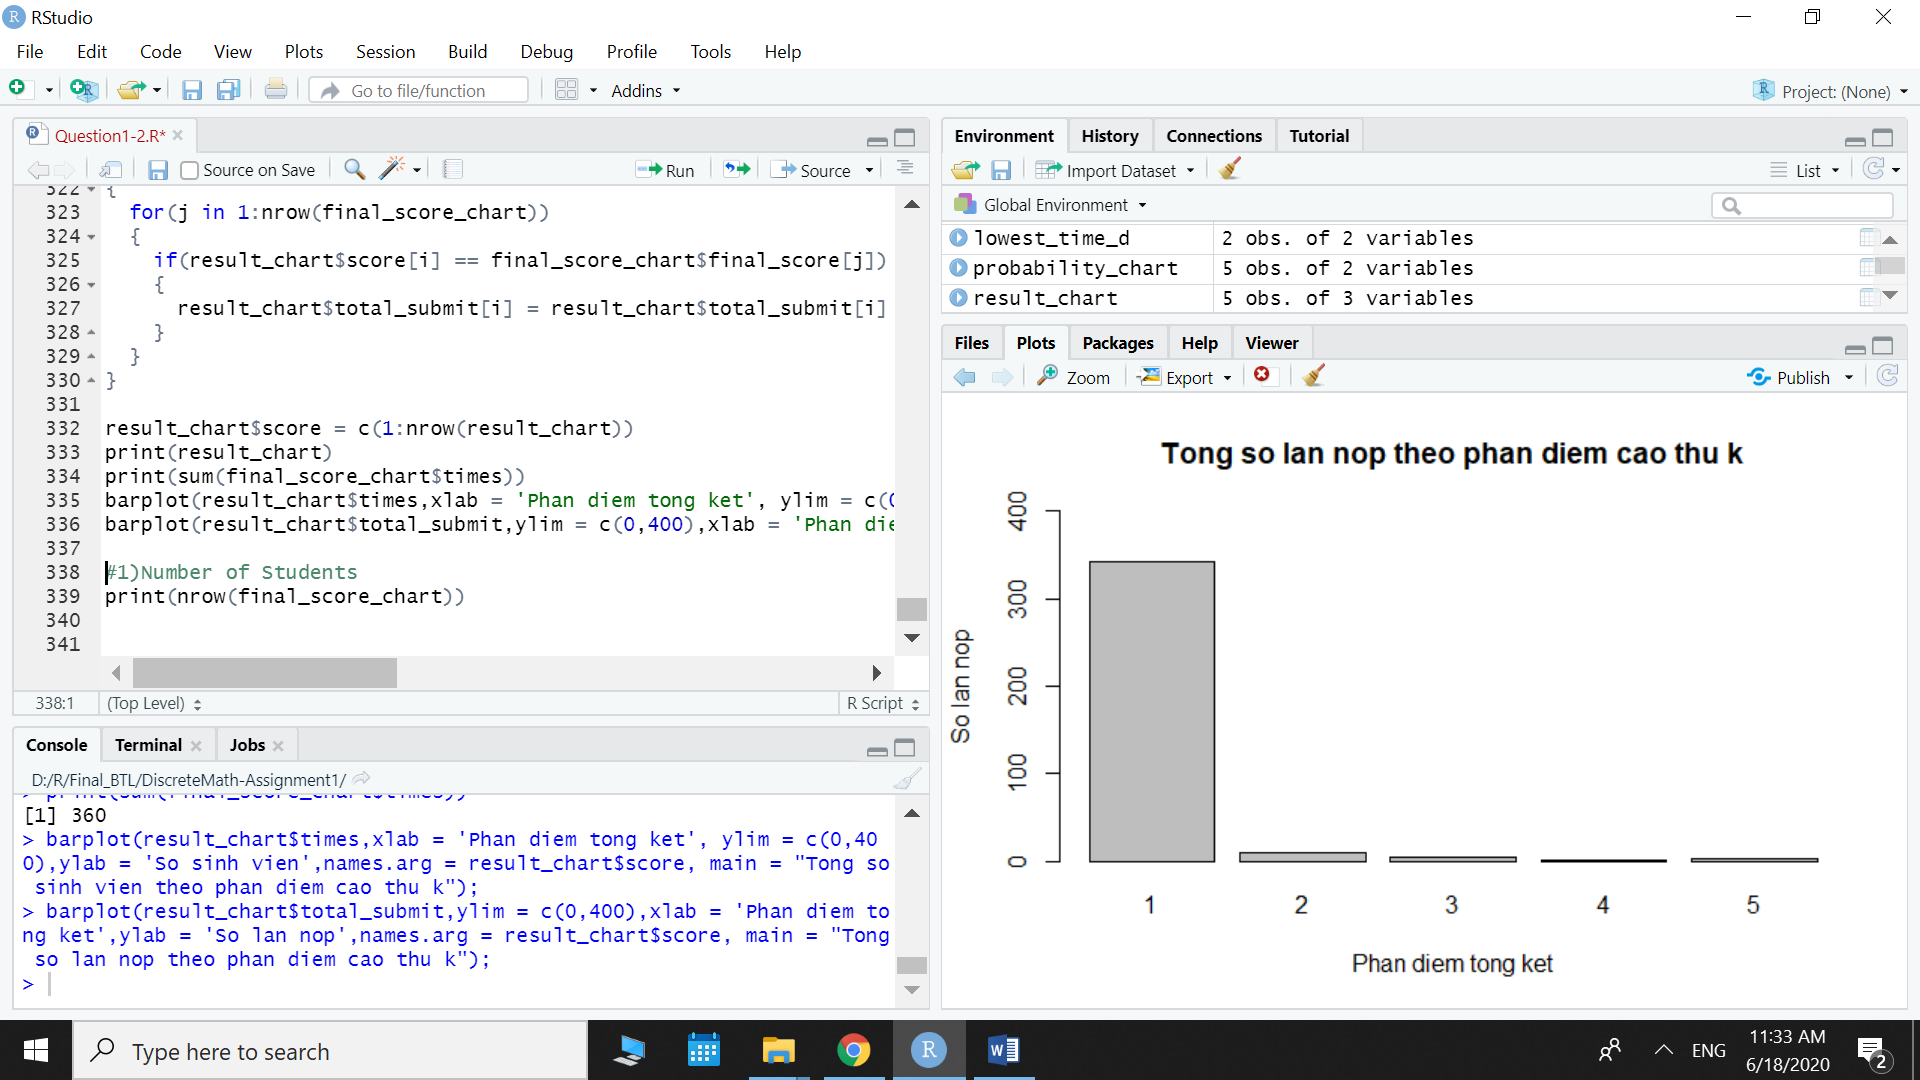 RStudio
File Edit Code View Plots Session Build Debug Profile Tools Help
Go to file/function Addins Project: (None)
Question1-2.R*
Source on Save Run Source
322 {
323 for(j in 1:nrow(final_score_chart))
324 {
325 if(result_chart$score[i] == final_score_chart$final_score[j])
326 {
327 result_chart$total_submit[i] = result_chart$total_submit[i]
328 }
329 }
330 }
331
332 result_chart$score = c(1:nrow(result_chart))
333 print(result_chart)
334 print(sum(final_score_chart$times))
335 barplot(result_chart$times,xlab = 'Phan diem tong ket', ylim = c(0
336 barplot(result_chart$total_submit,ylim = c(0,400),xlab = 'Phan die
337
338 #1)Number of Students
339 print(nrow(final_score_chart))
340
341
338:1 (Top Level) R Script
Console Terminal Jobs
D:/R/Final_BTL/DiscreteMath-Assignment1/
> print(sum(final_score_chart$times))
[1] 360
> barplot(result_chart$times,xlab = 'Phan diem tong ket', ylim = c(0,40
0),ylab = 'So sinh vien',names.arg = result_chart$score, main = "Tong so
sinh vien theo phan diem cao thu k");
> barplot(result_chart$total_submit,ylim = c(0,400),xlab = 'Phan diem to
ng ket',ylab = 'So lan nop',names.arg = result_chart$score, main = "Tong
so lan nop theo phan diem cao thu k");
>
Environment History Connections Tutorial
Import Dataset List
Global Environment
lowest_time_d 2 obs. of 2 variables
probability_chart 5 obs. of 2 variables
result_chart 5 obs. of 3 variables
Files Plots Packages Help Viewer
Zoom Export Publish
Tong so lan nop theo phan diem cao thu k
So lan nop
400
300
200
100
0
1 2 3 4 5
Phan diem tong ket
Type here to search
ENG
11:33 AM
6/18/2020
2